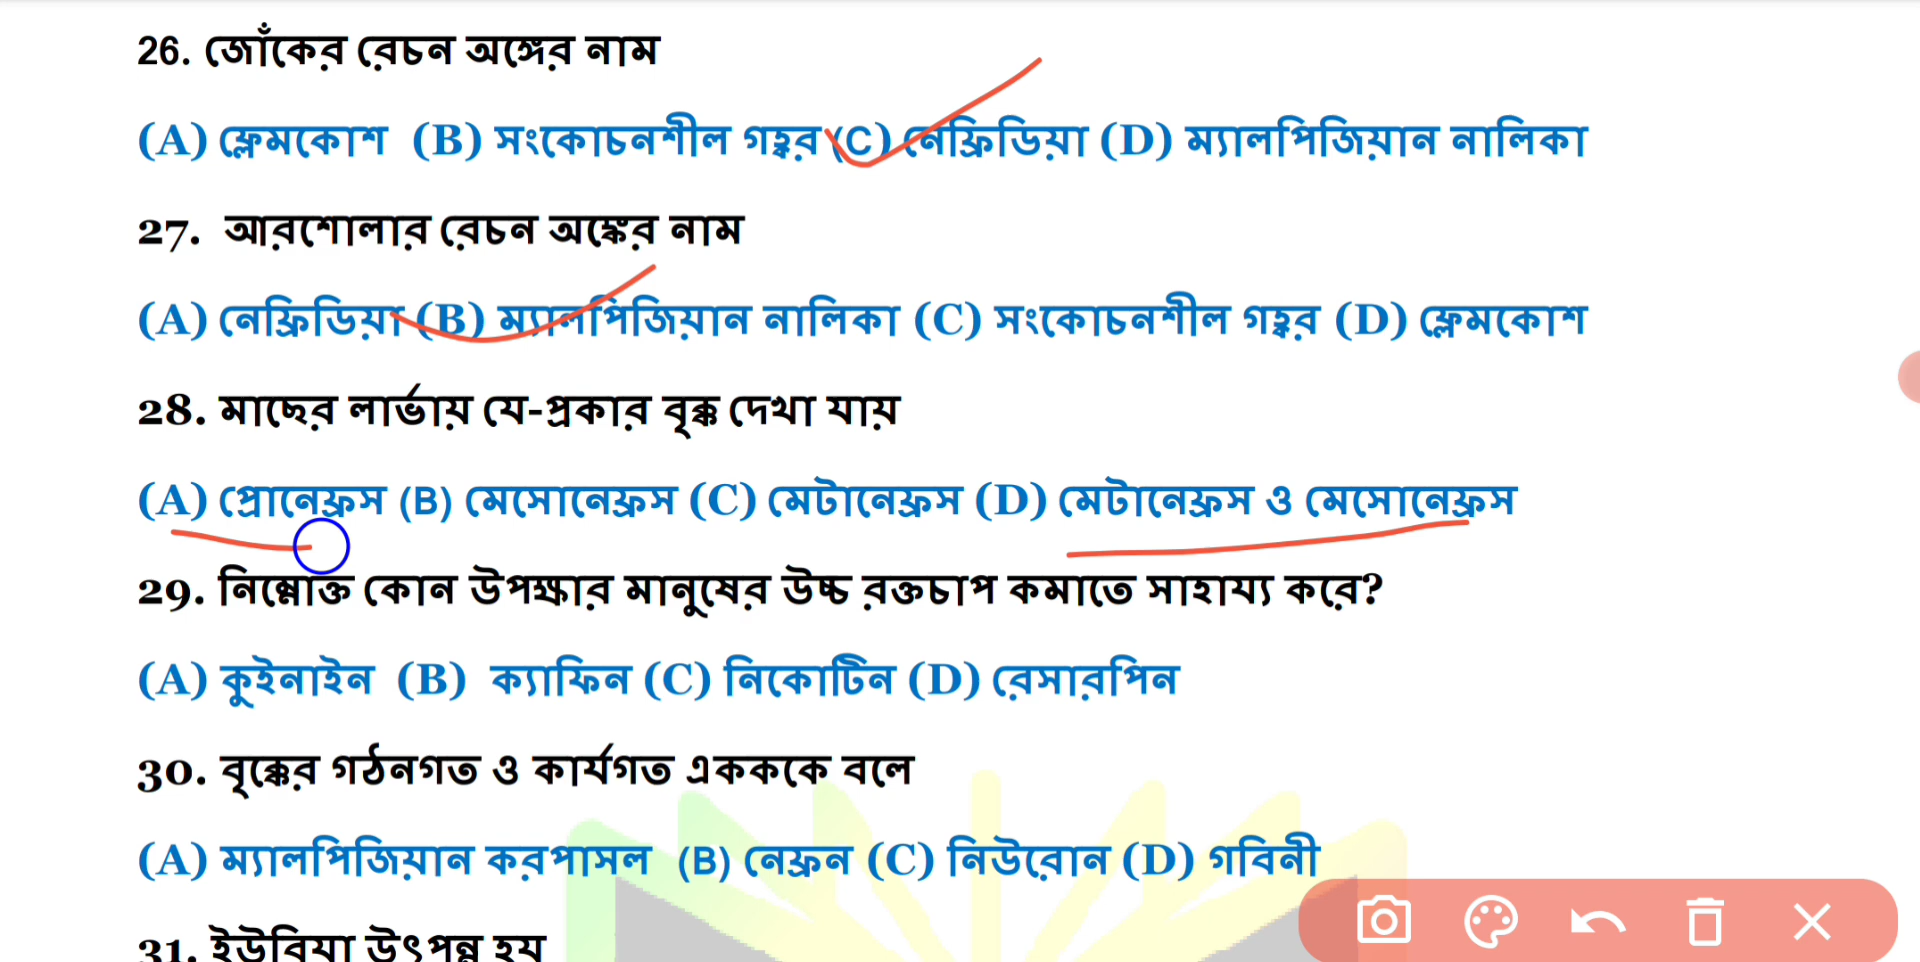 26. জোঁকের রেচন অঙ্গের নাম
(A) ফ্লেমকোশ (B) সংকোচনশীল গহ্বর (C) নেফ্রিডিয়া (D) ম্যালপিজিয়ান নালিকা
27. আরশোলার রেচন অঙ্কের নাম
(A) নেফ্রিডিয়া (B) ম্যালপিজিয়ান নালিকা (C) সংকোচনশীল গহ্বর (D) ফ্লেমকোশ
28. মাছের লার্ভায় যে-প্রকার বৃক্ক দেখা যায়
(A) প্রোনেফ্রস (B) মেসোনেফ্রস (C) মেটানেফ্রস (D) মেটানেফ্রস ও মেসোনেফ্রস
29. নিম্নোক্ত কোন উপক্ষার মানুষের উচ্চ রক্তচাপ কমাতে সাহায্য করে?
(A) কুইনাইন (B) ক্যাফিন (C) নিকোটিন (D) রেসারপিন
30. বৃক্কের গঠনগত ও কার্যগত একককে বলে
(A) ম্যালপিজিয়ান করপাসল (B) নেফ্রন (C) নিউরোন (D) গবিনী
31. ইউরিয়া উৎপন্ন হয়